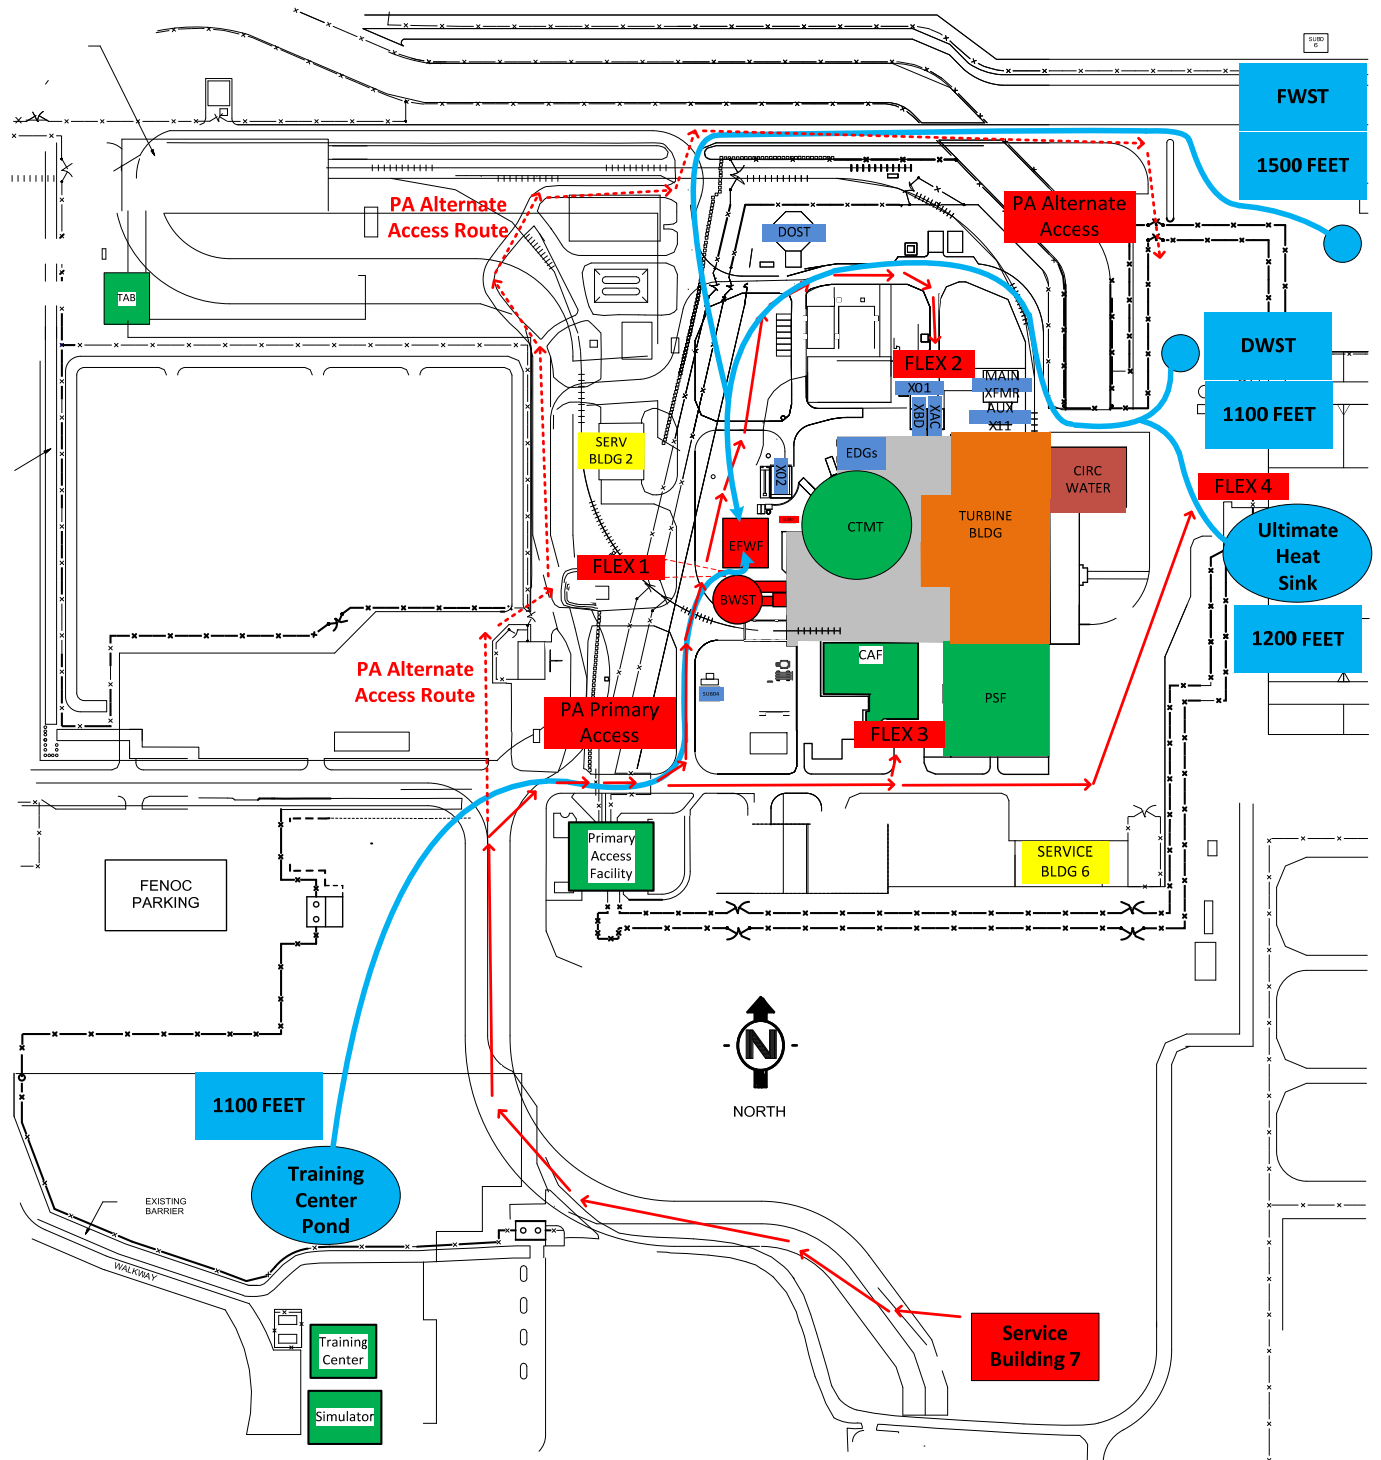 SUBD
6
FWST
1500 FEET
PA Alternate
Access Route
PA Alternate
Access
DOST
TAB
DWST
1100 FEET
FLEX 2
MAIN
XFMR
X01
XBD
XAC
AUX
X11
SERV
BLDG 2
EDGs
X02
CIRC
WATER
FLEX 4
CTMT
TURBINE
BLDG
Ultimate
Heat
Sink
EFWF
FLEX 1
BWST
1200 FEET
CAF
PA Alternate
Access Route
PSF
SUBD4
PA Primary
Access
FLEX 3
Primary
Access
Facility
SERVICE
BLDG 6
FENOC
PARKING
N
NORTH
1100 FEET
Training
Center
Pond
EXISTING
BARRIER
WALKWAY
Service
Building 7
Training
Center
Simulator